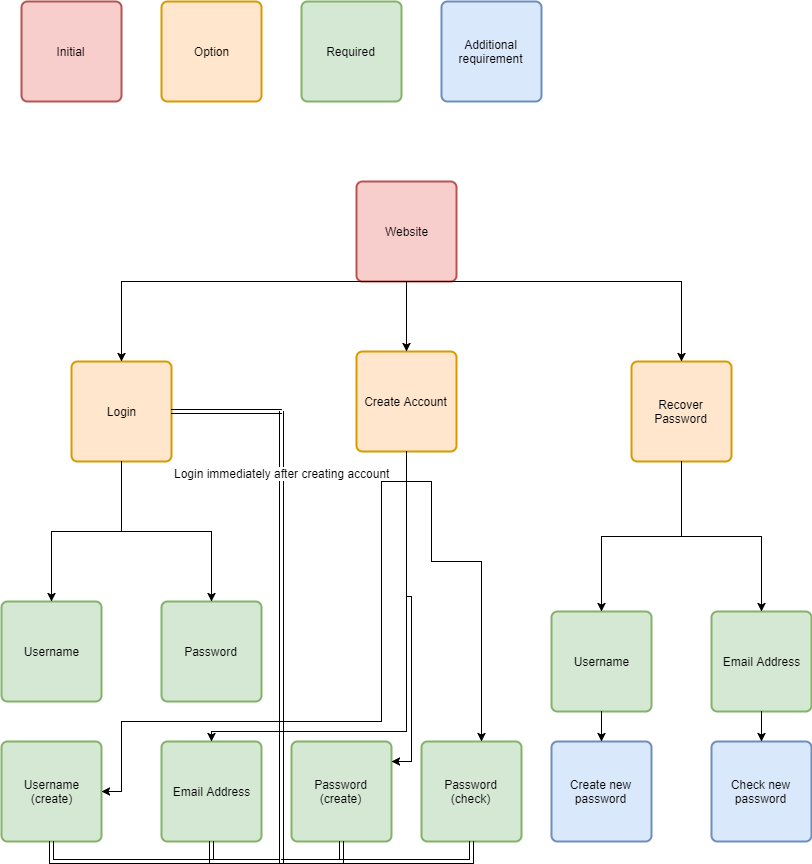 Initial
Option
Required
Additional
requirement
Website
Login
Create Account
Recover
Password
Login immediately after creating account
Username
Password
Username
Email Address
Username
(create)
Email Address
Password
(create)
Password
(check)
Create new
password
Check new
password